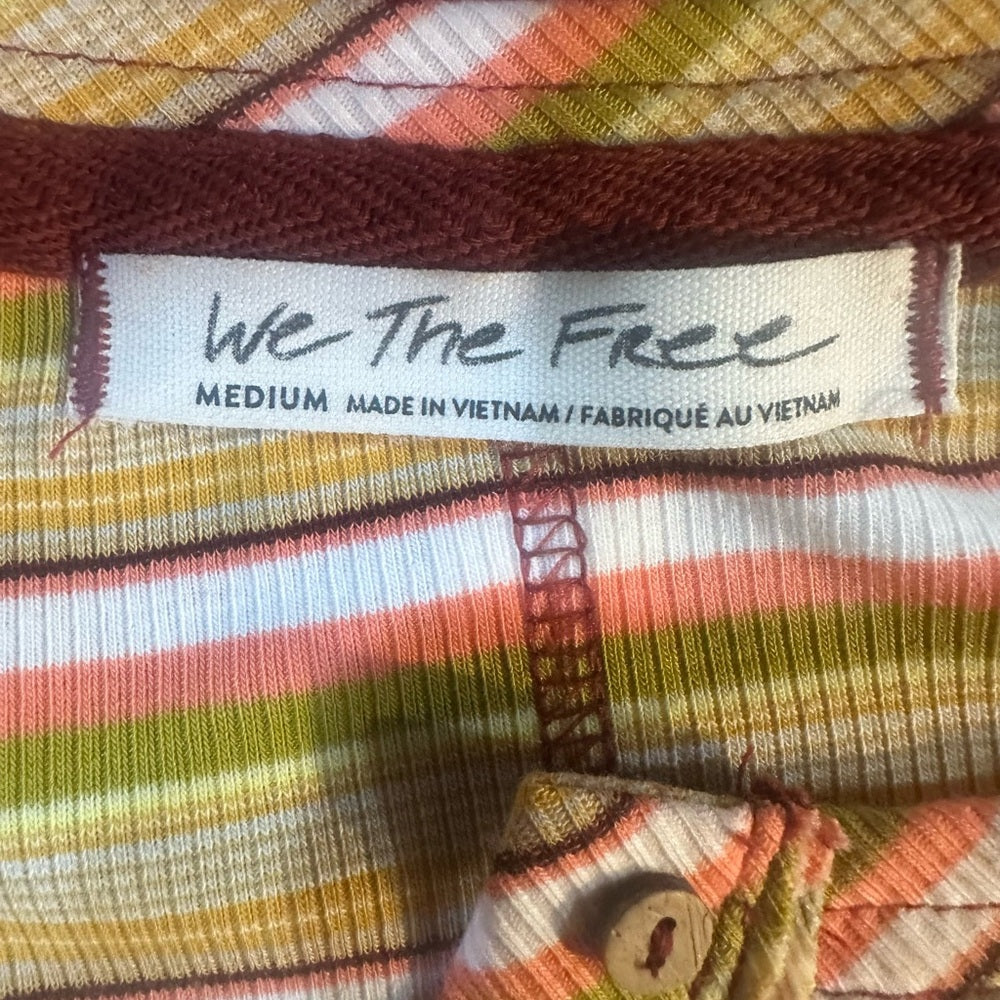 We The Free
MEDIUM MADE IN VIETNAM / FABRIQUÉ AU VIETNAM